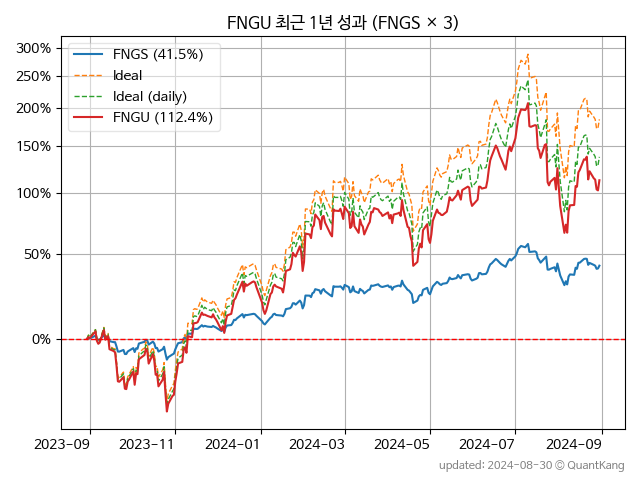 FNGU 최근 1년 성과 (FNGS × 3)
300%
250%
200%
150%
100%
50%
0%
FNGS (41.5%)
Ideal
Ideal (daily)
FNGU (112.4%)
2023-09 2023-11 2024-01 2024-03 2024-05 2024-07 2024-09
updated: 2024-08-30 © QuantKang